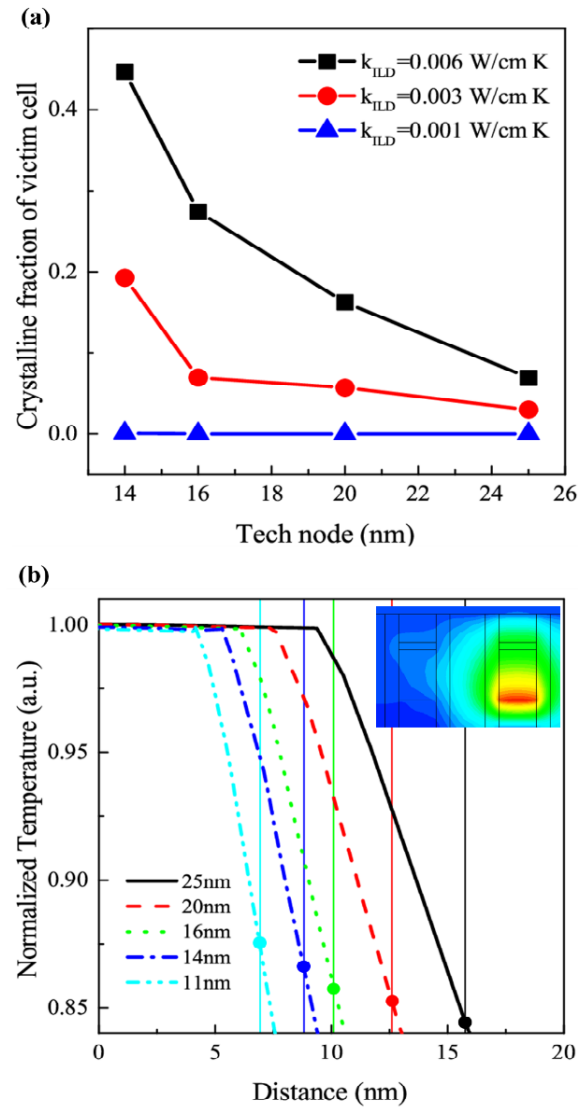 (a)
k_ILD=0.006 W/cm K
k_ILD=0.003 W/cm K
k_ILD=0.001 W/cm K
Crystalline fraction of victim cell
0.4
0.2
0.0
14 16 18 20 22 24 26
Tech node (nm)
(b)
Normalized Temperature (a.u.)
1.00
0.95
0.90
0.85
25nm
20nm
16nm
14nm
11nm
0 5 10 15 20
Distance (nm)